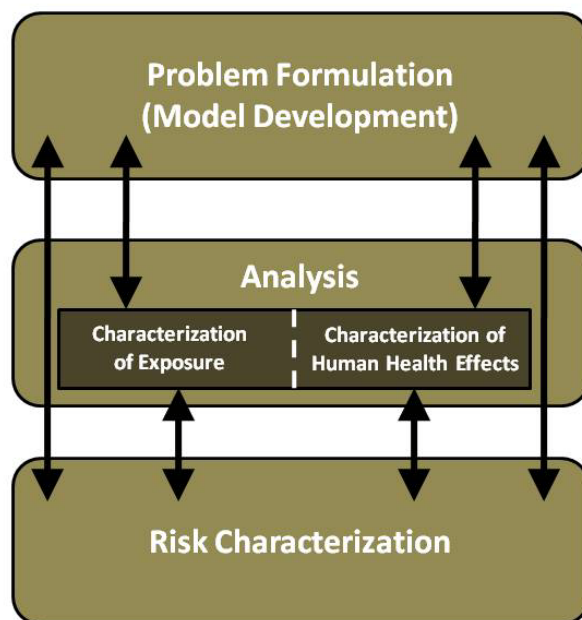 Problem Formulation
(Model Development)
Analysis
Characterization
of Exposure
Characterization of
Human Health Effects
Risk Characterization